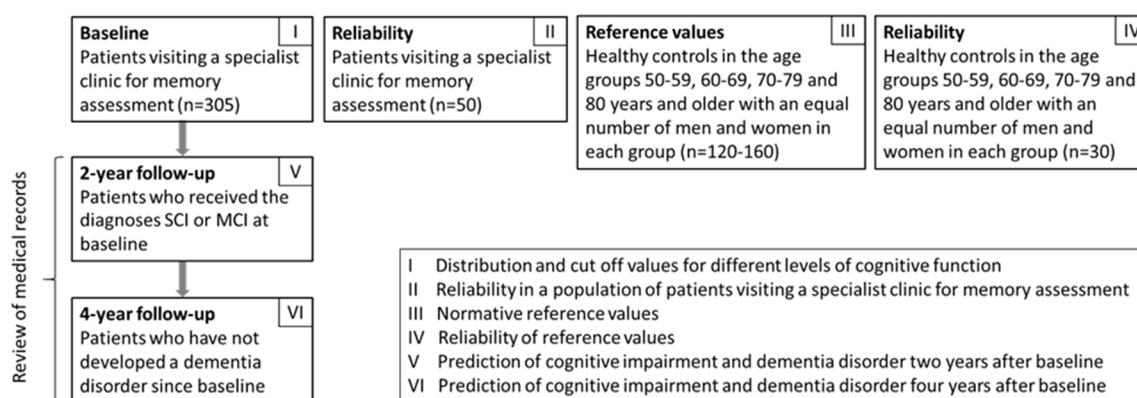 Baseline
I
Patients visiting a specialist
clinic for memory
assessment (n=305)
Reliability
II
Patients visiting a specialist
clinic for memory
assessment (n=50)
Reference values
III
Healthy controls in the age
groups 50-59, 60-69, 70-79 and
80 years and older with an equal
number of men and women in
each group (n=120-160)
Reliability
IV
Healthy controls in the age
groups 50-59, 60-69, 70-79 and
80 years and older with an
equal number of men and
women in each group (n=30)
Review of medical records
2-year follow-up
V
Patients who received the
diagnoses SCI or MCI at
baseline
4-year follow-up
VI
Patients who have not
developed a dementia
disorder since baseline
I Distribution and cut off values for different levels of cognitive function
II Reliability in a population of patients visiting a specialist clinic for memory assessment
III Normative reference values
IV Reliability of reference values
V Prediction of cognitive impairment and dementia disorder two years after baseline
VI Prediction of cognitive impairment and dementia disorder four years after baseline